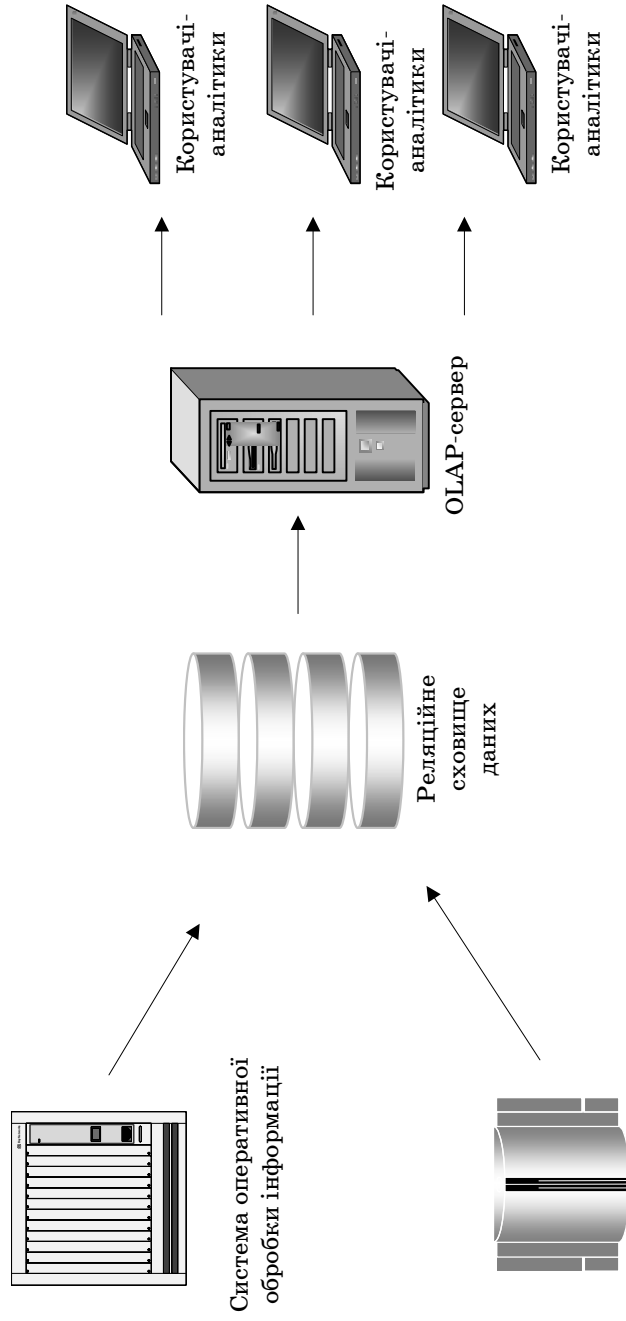 Система оперативної
обробки інформації
Реляційне
сховище
даних
OLAP-сервер
Користувачі-
аналітики
Користувачі-
аналітики
Користувачі-
аналітики